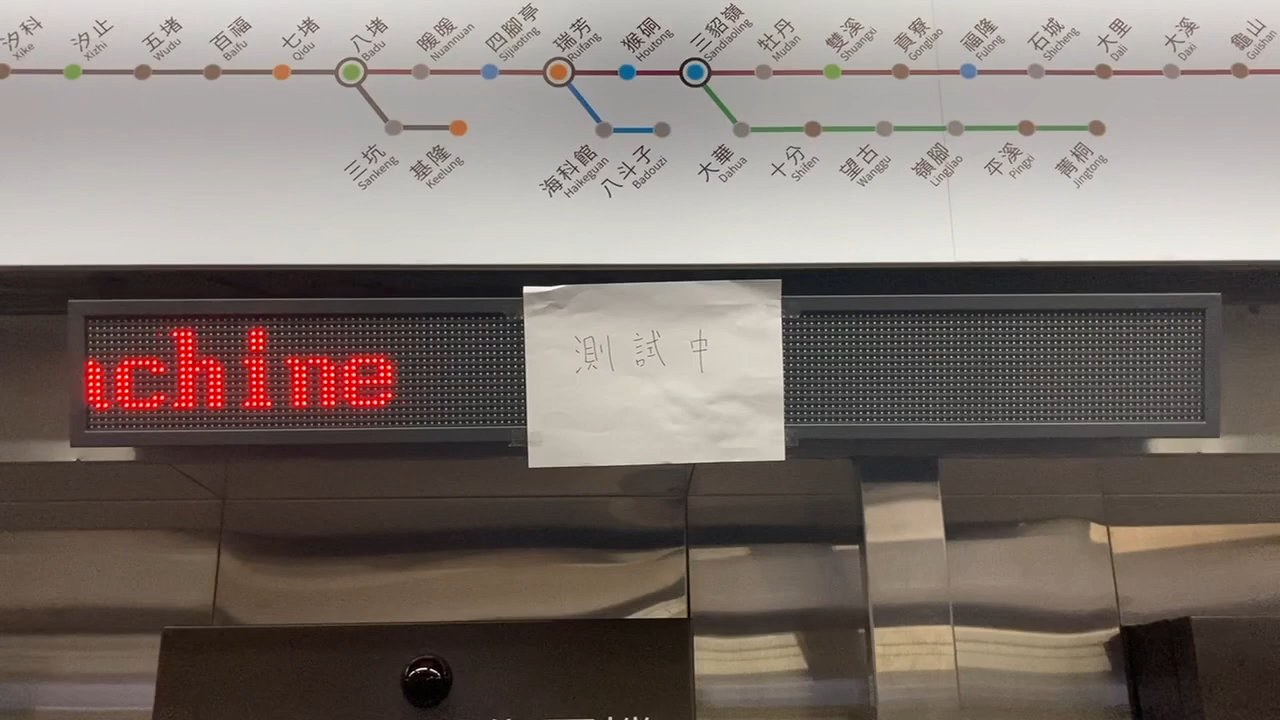 汐科
Xike
汐止
Xizhi
五堵
Wudu
百福
Baifu
七堵
Qidu
八堵
Badu
暖暖
Nuannuan
四腳亭
Sijiaoting
瑞芳
Ruifang
猴硐
Houtong
三貂嶺
Sandiaoling
牡丹
Mudan
雙溪
Shuangxi
貢寮
Gongliao
福隆
Fulong
石城
Shicheng
大里
Dali
大溪
Daxi
龜山
Guishan
三坑
Sankeng
基隆
Keelung
海科館
Haikeguan
八斗子
Badouzi
大華
Dahua
十分
Shifen
望古
Wanggu
嶺腳
Lingjiao
平溪
Pingxi
菁桐
Jingtong
achine
測試中